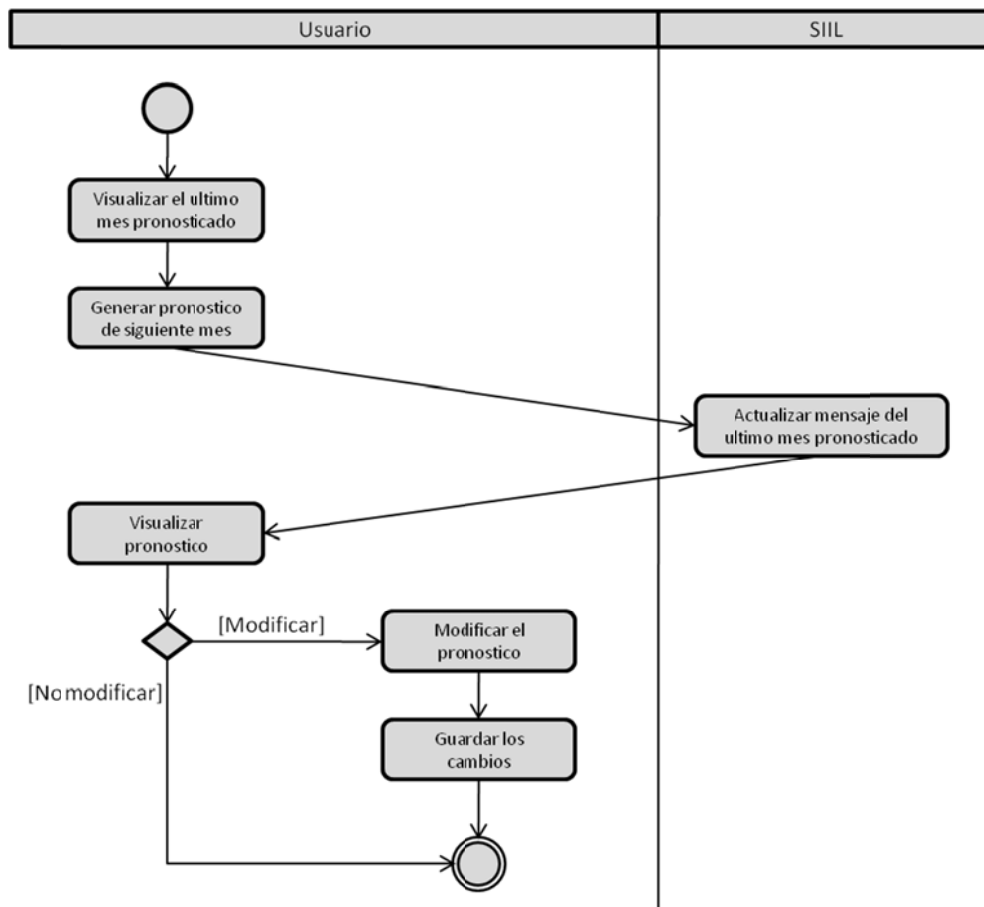 Usuario
SIIL
Visualizar el ultimo
mes pronosticado
Generar pronostico
de siguiente mes
Actualizar mensaje del
ultimo mes pronosticado
Visualizar
pronostico
[Modificar]
Modificar el
pronostico
[No modificar]
Guardar los
cambios